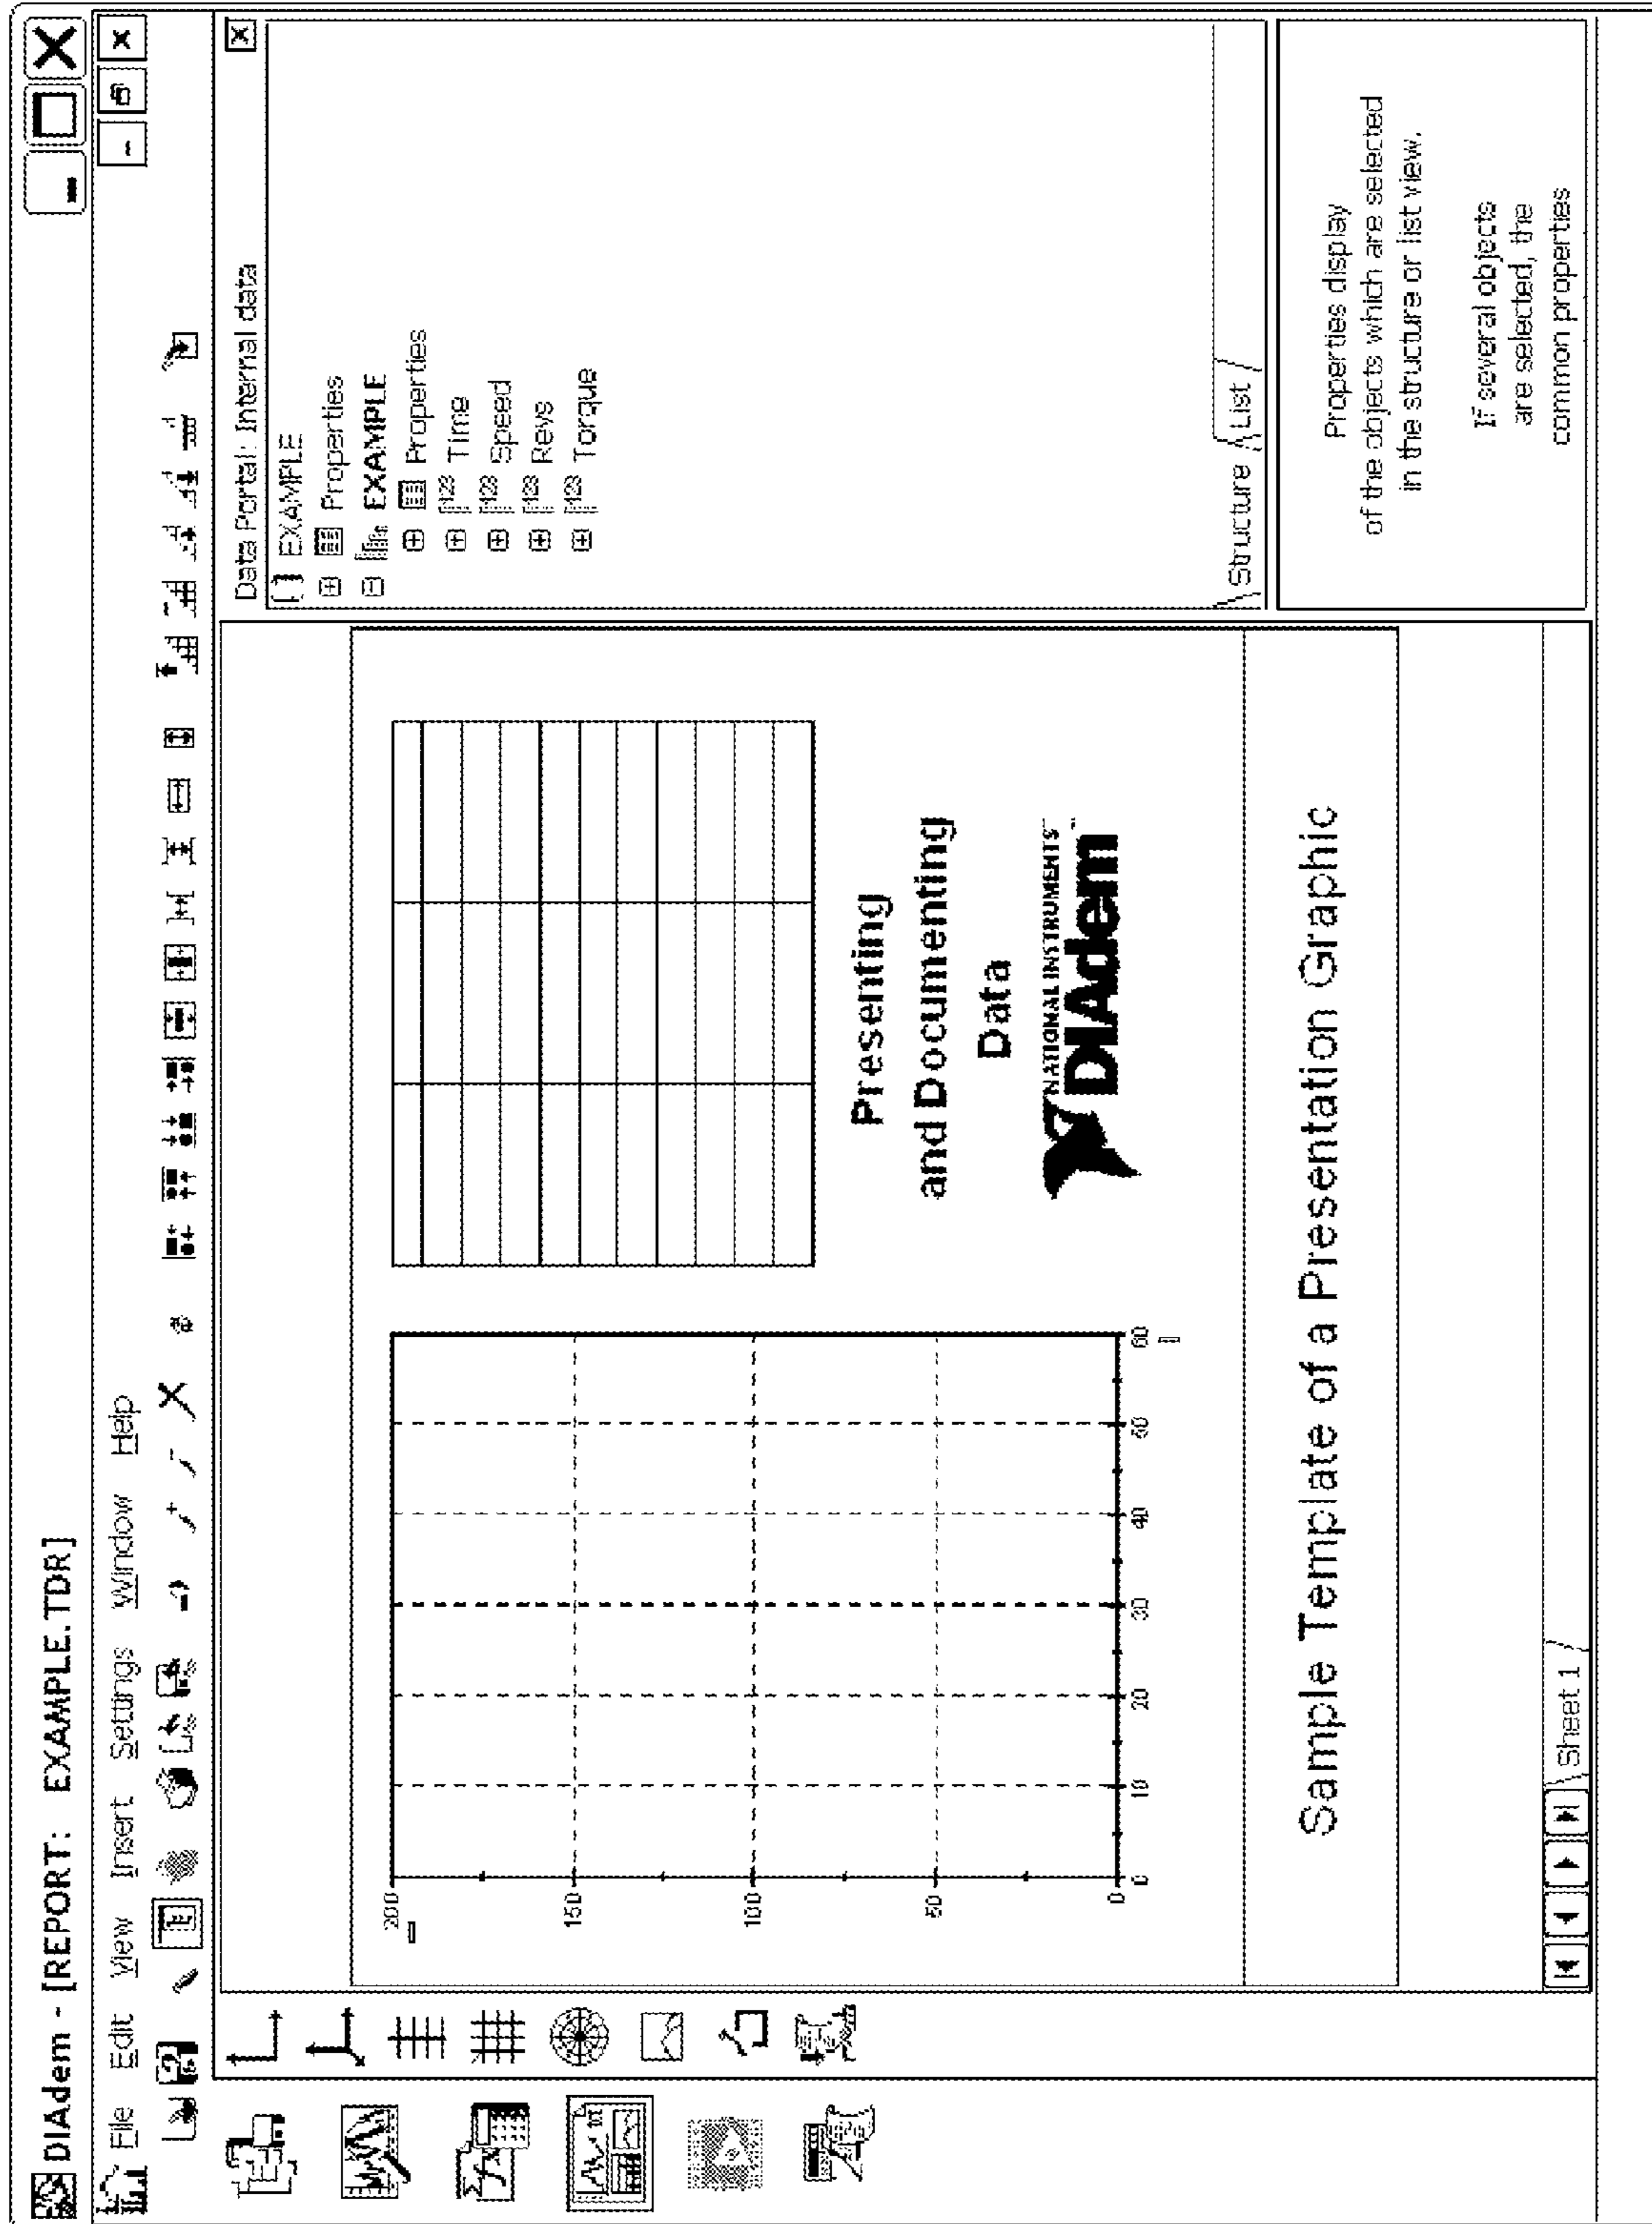 DIAdem - [REPORT: EXAMPLE.TDR]
File Edit View Insert Settings Window Help
200
150
100
50
0
0 10 20 30 40 50 60
Presenting
and Documenting
Data
NATIONAL INSTRUMENTS™
DIAdem
Sample Template of a Presentation Graphic
Sheet 1
Data Portal: Internal data
EXAMPLE
Properties
EXAMPLE
Properties
Time
Speed
Revs
Torque
Structure List
Properties display
of the objects which are selected
in the structure or list view.
If several objects
are selected, the
common properties